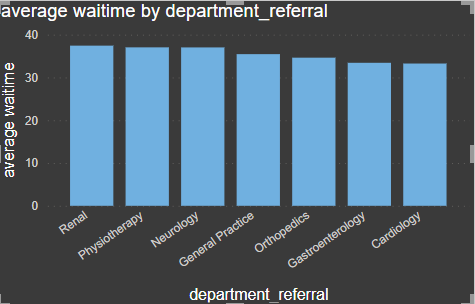 average waitime by department_referral
average waitime
40
30
20
10
0
Renal
Physiotherapy
Neurology
General Practice
Orthopedics
Gastroenterology
Cardiology
department_referral